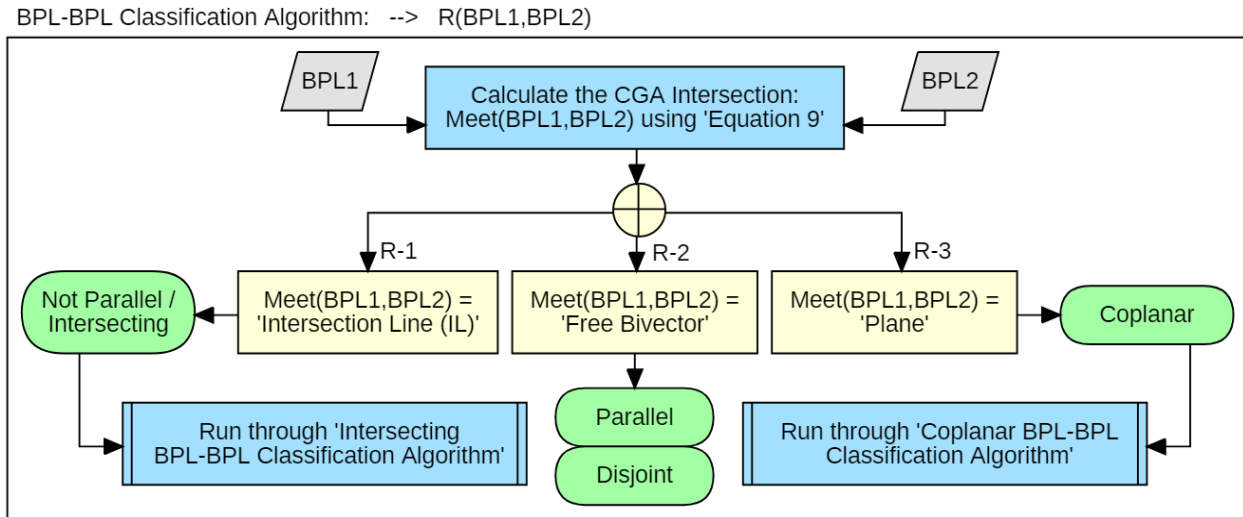 BPL-BPL Classification Algorithm: --> R(BPL1,BPL2)
BPL1
BPL2
Calculate the CGA Intersection:
Meet(BPL1,BPL2) using 'Equation 9'
R-1
R-2
R-3
Not Parallel /
Intersecting
Meet(BPL1,BPL2) =
'Intersection Line (IL)'
Meet(BPL1,BPL2) =
'Free Bivector'
Meet(BPL1,BPL2) =
'Plane'
Coplanar
Run through 'Intersecting
BPL-BPL Classification Algorithm'
Parallel
Disjoint
Run through 'Coplanar BPL-BPL
Classification Algorithm'